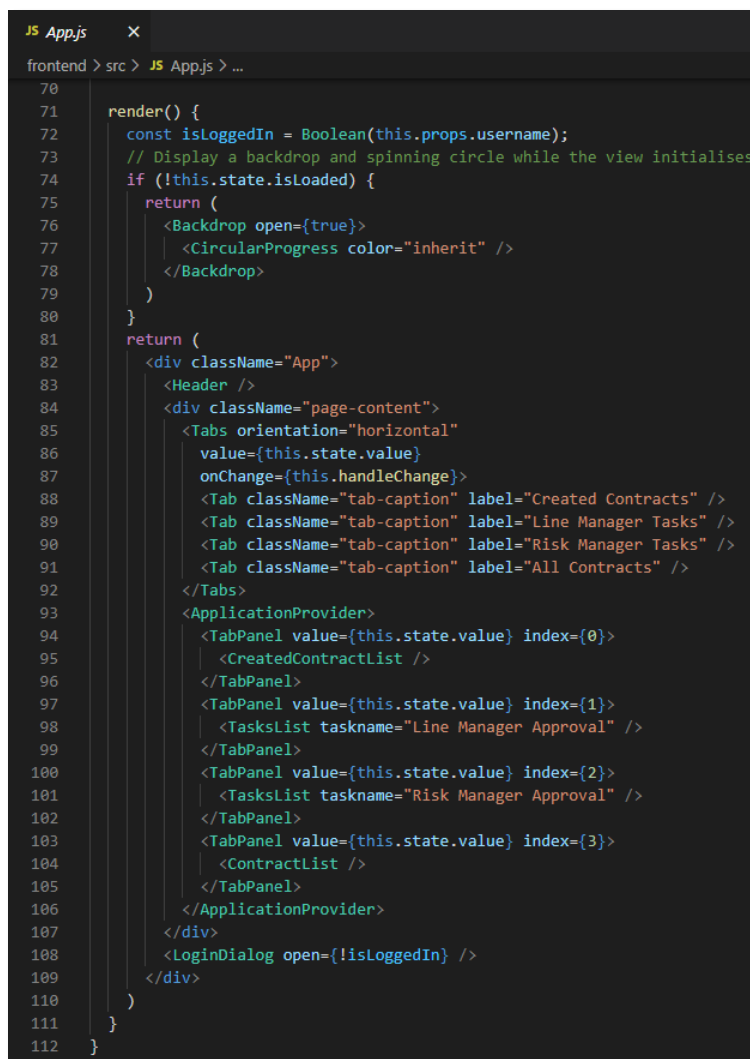 JS App.js ×
frontend > src > JS App.js > ...
70
71 render() {
72 const isLoggedIn = Boolean(this.props.username);
73 // Display a backdrop and spinning circle while the view initialises
74 if (!this.state.isLoaded) {
75 return (
76 <Backdrop open={true}>
77 <CircularProgress color="inherit" />
78 </Backdrop>
79 )
80 }
81 return (
82 <div className="App">
83 <Header />
84 <div className="page-content">
85 <Tabs orientation="horizontal"
86 value={this.state.value}
87 onChange={this.handleChange}>
88 <Tab className="tab-caption" label="Created Contracts" />
89 <Tab className="tab-caption" label="Line Manager Tasks" />
90 <Tab className="tab-caption" label="Risk Manager Tasks" />
91 <Tab className="tab-caption" label="All Contracts" />
92 </Tabs>
93 <ApplicationProvider>
94 <TabPanel value={this.state.value} index={0}>
95 <CreatedContractList />
96 </TabPanel>
97 <TabPanel value={this.state.value} index={1}>
98 <TasksList taskname="Line Manager Approval" />
99 </TabPanel>
100 <TabPanel value={this.state.value} index={2}>
101 <TasksList taskname="Risk Manager Approval" />
102 </TabPanel>
103 <TabPanel value={this.state.value} index={3}>
104 <ContractList />
105 </TabPanel>
106 </ApplicationProvider>
107 </div>
108 <LoginDialog open={!isLoggedIn} />
109 </div>
110 )
111 }
112 }